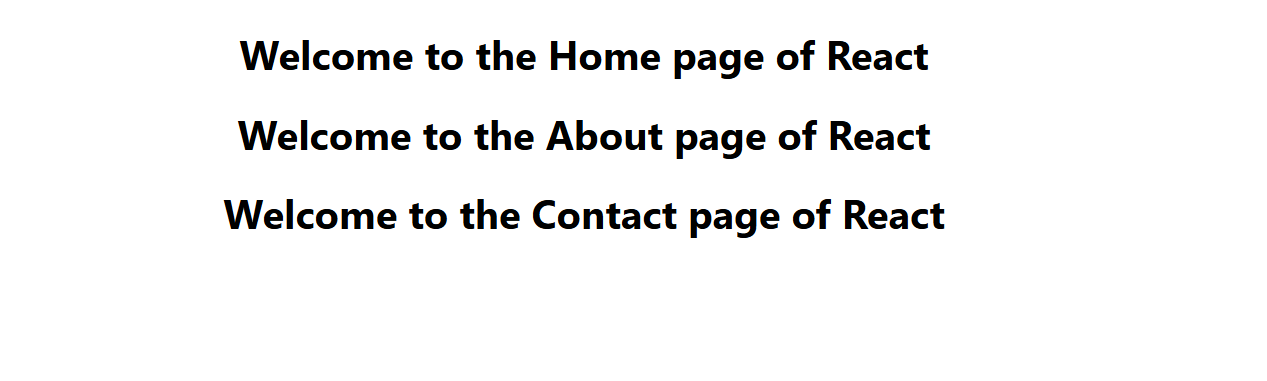 Welcome to the Home page of React
Welcome to the About page of React
Welcome to the Contact page of React